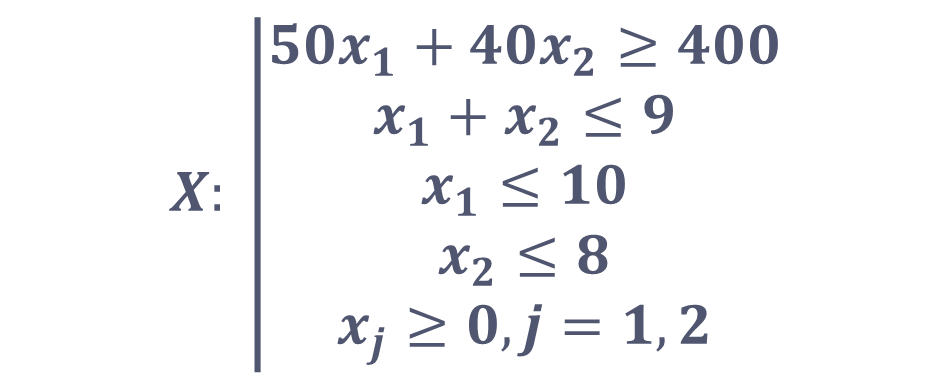 50x₁ + 40x₂ ≥ 400
x₁ + x₂ ≤ 9
X: x₁ ≤ 10
x₂ ≤ 8
xⱼ ≥ 0, j = 1, 2